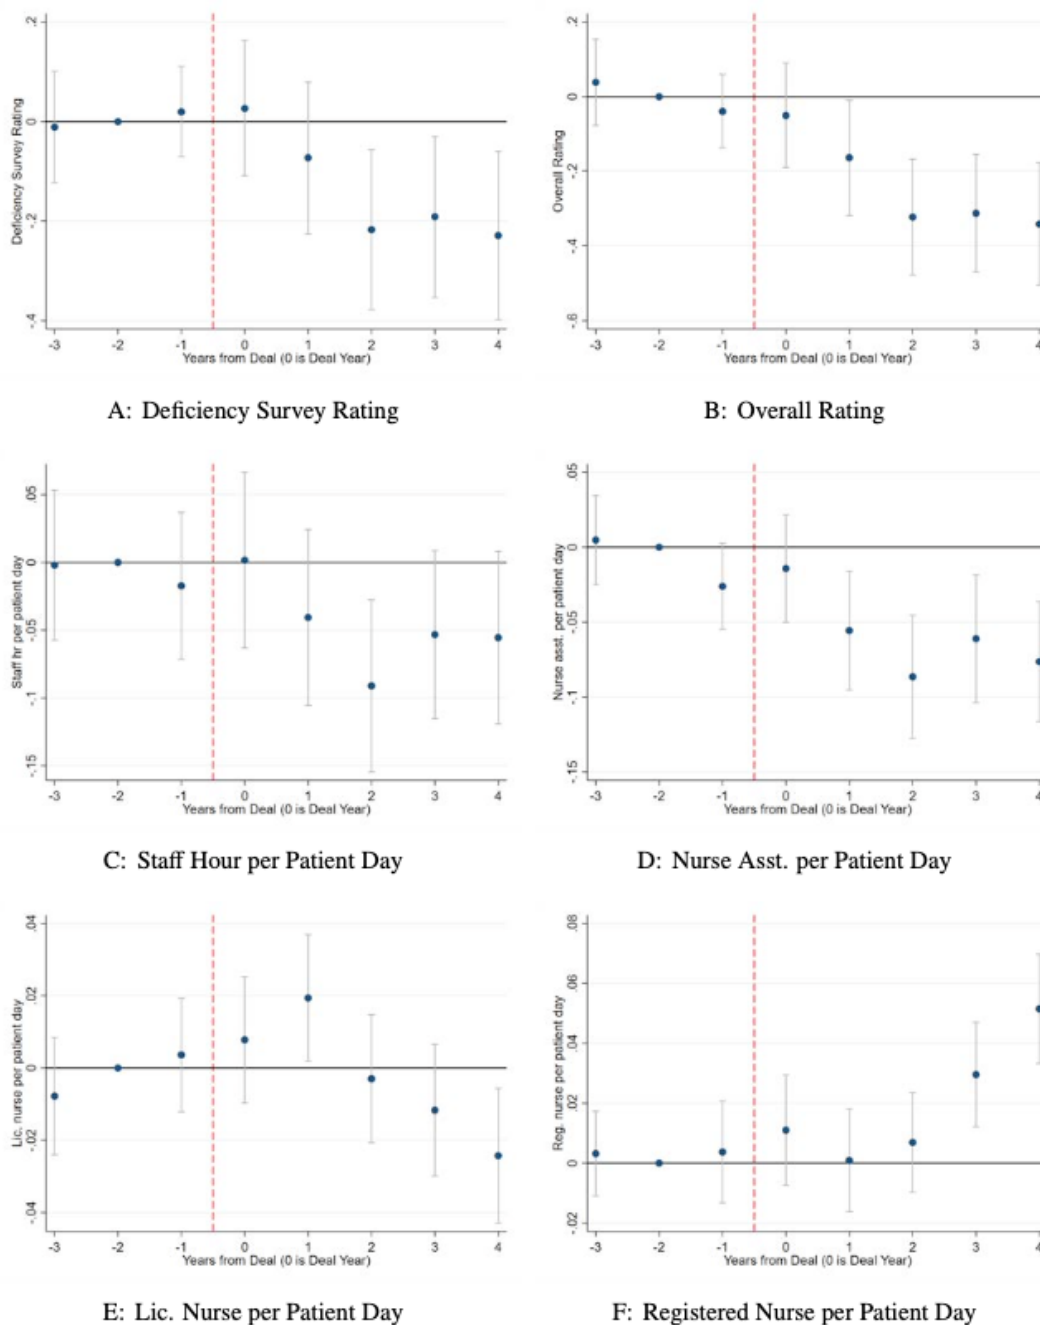 Deficiency Survey Rating
.2
0
-.2
-.4
-3 -2 -1 0 1 2 3 4
Years from Deal (0 is Deal Year)
A: Deficiency Survey Rating
Overall Rating
.2
0
-.2
-.4
-.6
-3 -2 -1 0 1 2 3 4
Years from Deal (0 is Deal Year)
B: Overall Rating
Staff hr per patient day
.05
0
-.05
-.1
-.15
-3 -2 -1 0 1 2 3 4
Years from Deal (0 is Deal Year)
C: Staff Hour per Patient Day
Nurse asst. per patient day
.05
0
-.05
-.1
-.15
-3 -2 -1 0 1 2 3 4
Years from Deal (0 is Deal Year)
D: Nurse Asst. per Patient Day
Lic. nurse per patient day
.04
.02
0
-.02
-.04
-3 -2 -1 0 1 2 3 4
Years from Deal (0 is Deal Year)
E: Lic. Nurse per Patient Day
Reg. nurse per patient day
.08
.06
.04
.02
0
-.02
-3 -2 -1 0 1 2 3 4
Years from Deal (0 is Deal Year)
F: Registered Nurse per Patient Day